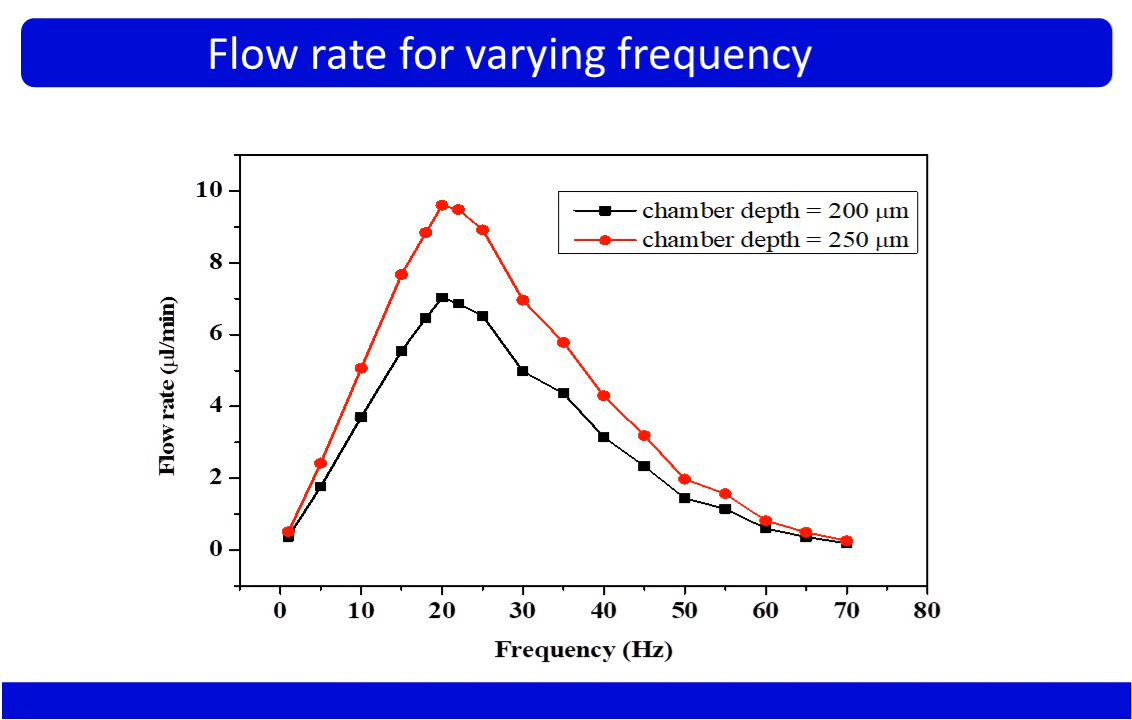 Flow rate for varying frequency
chamber depth = 200 μm
chamber depth = 250 μm
10
8
6
4
2
0
Flow rate (μl/min)
0 10 20 30 40 50 60 70 80
Frequency (Hz)